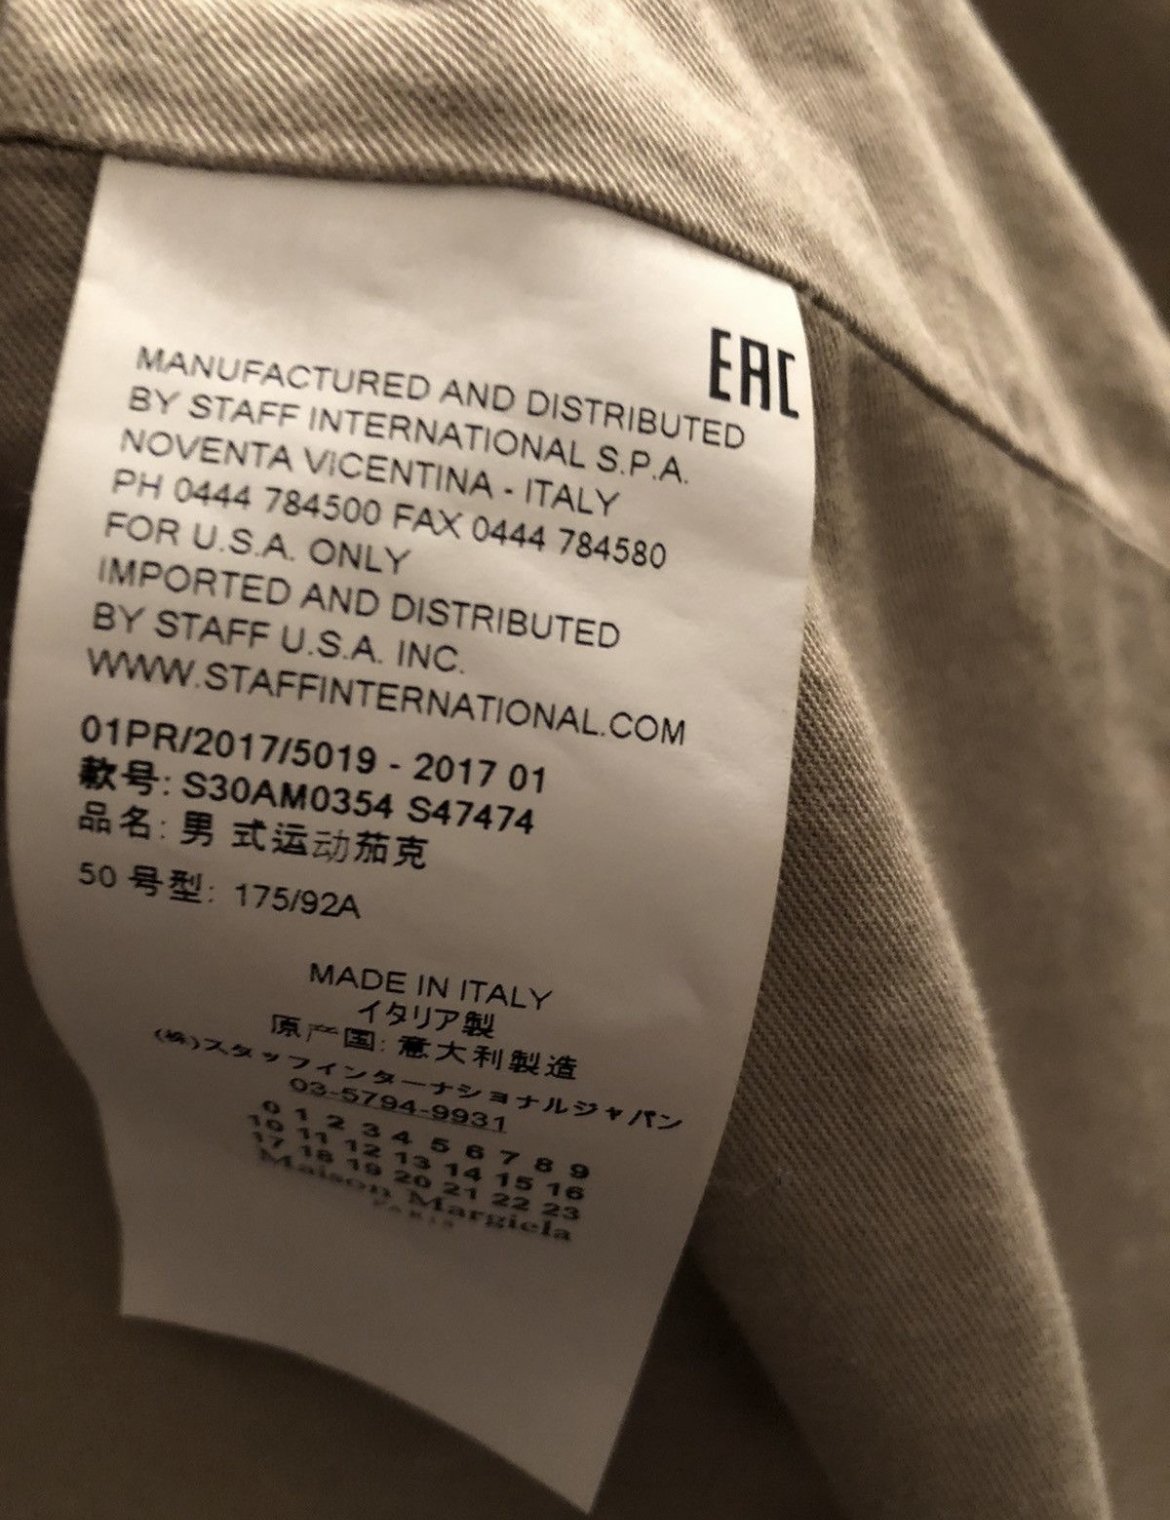 EAC
MANUFACTURED AND DISTRIBUTED
BY STAFF INTERNATIONAL S.P.A.
NOVENTA VICENTINA - ITALY
PH 0444 784500 FAX 0444 784580
FOR U.S.A. ONLY
IMPORTED AND DISTRIBUTED
BY STAFF U.S.A. INC.
WWW.STAFFINTERNATIONAL.COM
01PR/2017/5019 - 2017 01
款号: S30AM0354 S47474
品名: 男 式运动茄克
50 号型: 175/92A
MADE IN ITALY
イタリア製
原产国: 意大利製造
(株)スタッフインターナショナルジャパン
03-5794-9931
0 1 2 3 4 5 6 7 8 9
10 11 12 13 14 15 16
17 18 19 20 21 22 23
Maison Margiela
PARIS